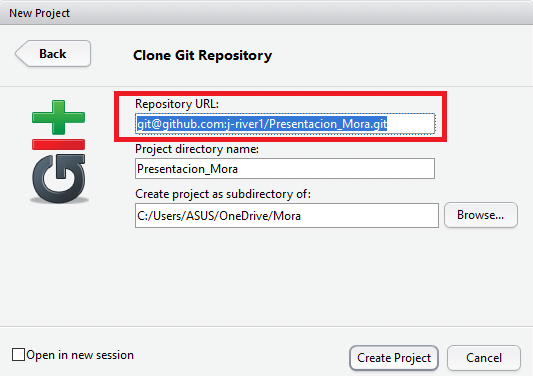 New Project
Back
Clone Git Repository
Repository URL:
git@github.com:j-river1/Presentacion_Mora.git
Project directory name:
Presentacion_Mora
Create project as subdirectory of:
C:/Users/ASUS/OneDrive/Mora
Browse...
Open in new session
Create Project
Cancel